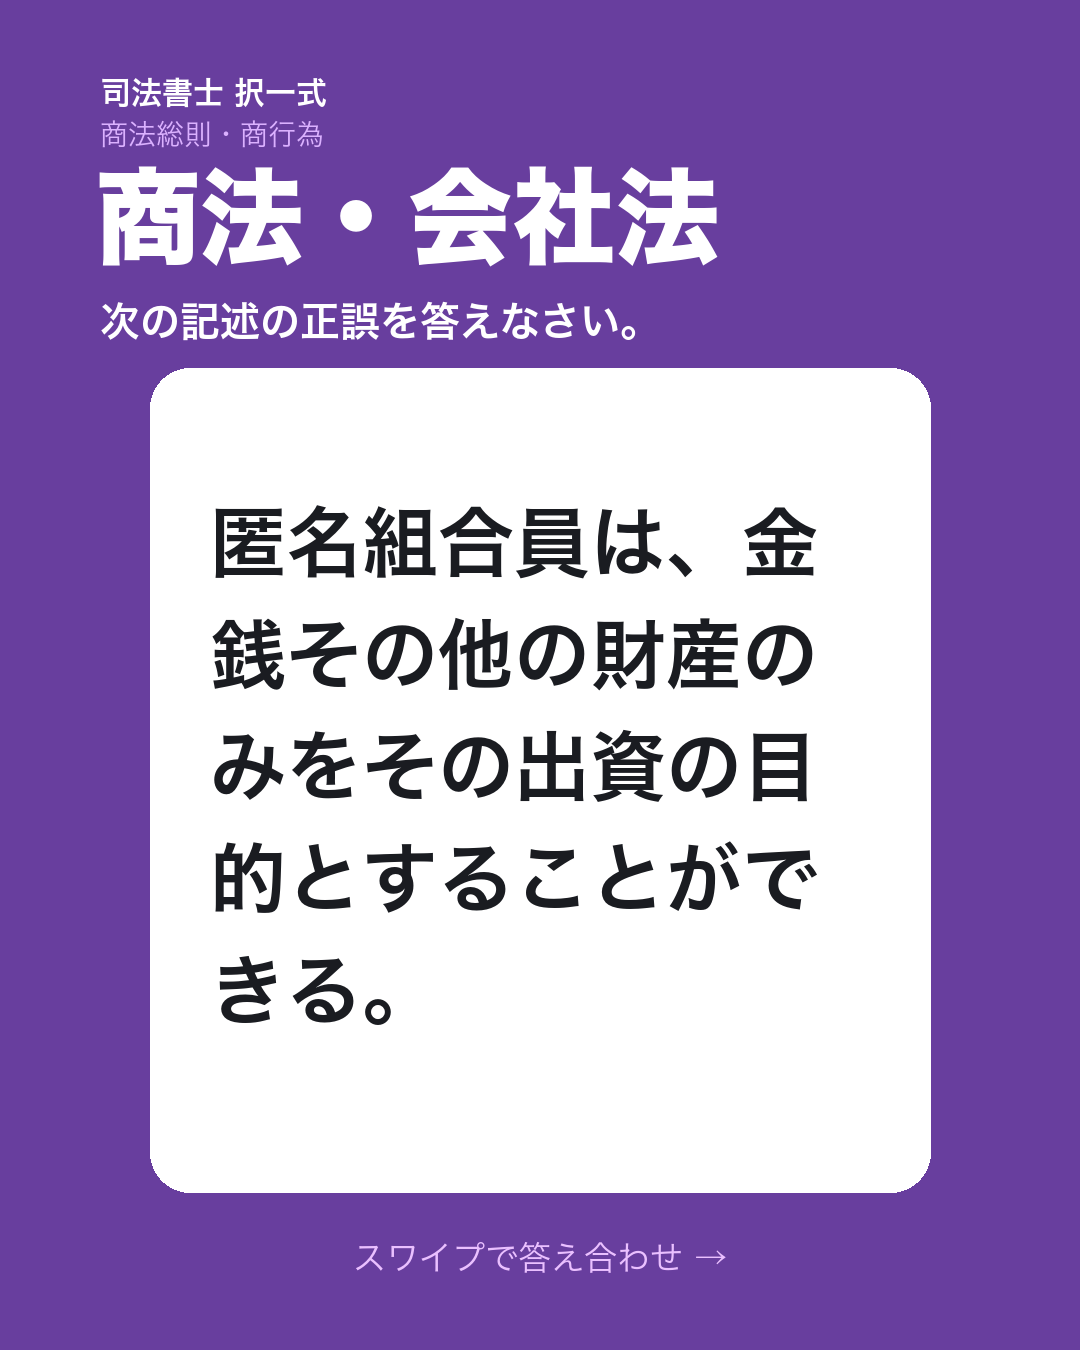 司法書士 択一式
商法総則・商行為
商法・会社法
次の記述の正誤を答えなさい。
匿名組合員は、金
銭その他の財産の
みをその出資の目
的とすることがで
きる。
スワイプで答え合わせ →